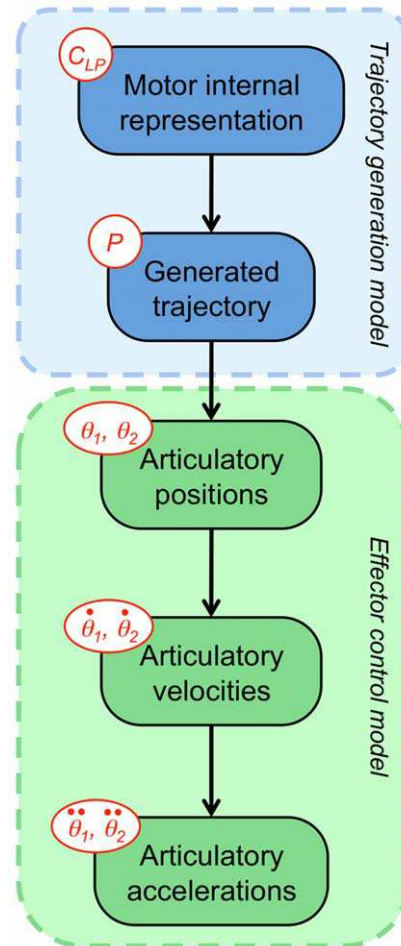 C_LP
Motor internal
representation
P
Generated
trajectory
Trajectory generation model
θ₁, θ₂
Articulatory
positions
θ̇₁, θ̇₂
Articulatory
velocities
θ̈₁, θ̈₂
Articulatory
accelerations
Effector control model